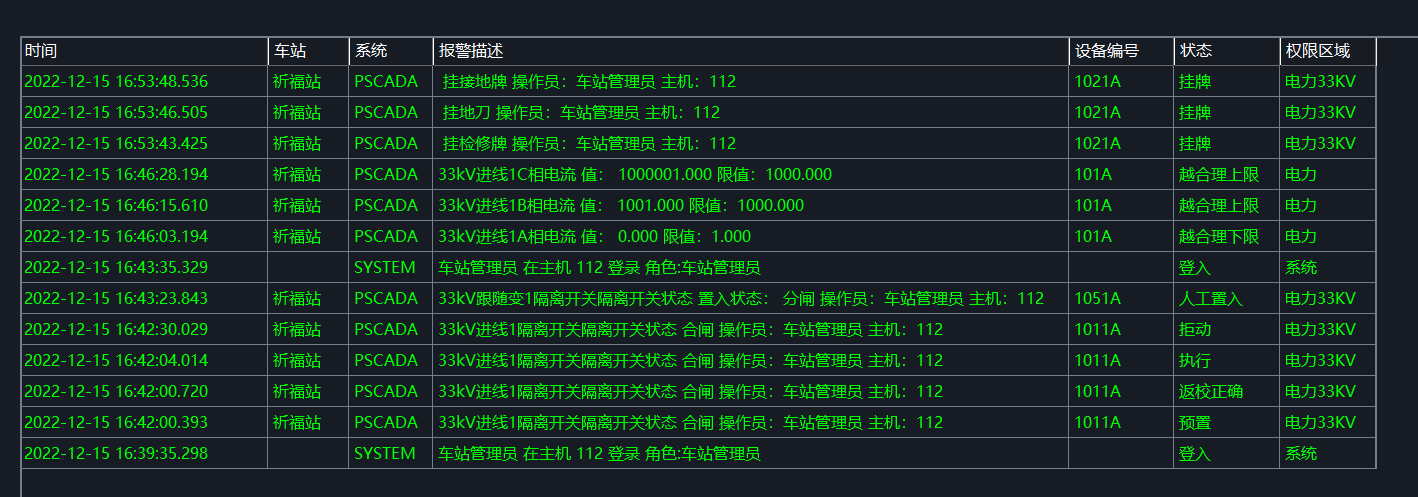 时间 车站 系统 报警描述 设备编号 状态 权限区域
2022-12-15 16:53:48.536 祈福站 PSCADA 挂接地牌 操作员：车站管理员 主机：112 1021A 挂牌 电力33KV
2022-12-15 16:53:46.505 祈福站 PSCADA 挂地刀 操作员：车站管理员 主机：112 1021A 挂牌 电力33KV
2022-12-15 16:53:43.425 祈福站 PSCADA 挂检修牌 操作员：车站管理员 主机：112 1021A 挂牌 电力33KV
2022-12-15 16:46:28.194 祈福站 PSCADA 33kV进线1C相电流 值： 1000001.000 限值：1000.000 101A 越合理上限 电力
2022-12-15 16:46:15.610 祈福站 PSCADA 33kV进线1B相电流 值： 1001.000 限值：1000.000 101A 越合理上限 电力
2022-12-15 16:46:03.194 祈福站 PSCADA 33kV进线1A相电流 值： 0.000 限值：1.000 101A 越合理下限 电力
2022-12-15 16:43:35.329 SYSTEM 车站管理员 在主机 112 登录 角色:车站管理员 登入 系统
2022-12-15 16:43:23.843 祈福站 PSCADA 33kV跟随变1隔离开关隔离开关状态 置入状态： 分闸 操作员：车站管理员 主机：112 1051A 人工置入 电力33KV
2022-12-15 16:42:30.029 祈福站 PSCADA 33kV进线1隔离开关隔离开关状态 合闸 操作员：车站管理员 主机：112 1011A 拒动 电力33KV
2022-12-15 16:42:04.014 祈福站 PSCADA 33kV进线1隔离开关隔离开关状态 合闸 操作员：车站管理员 主机：112 1011A 执行 电力33KV
2022-12-15 16:42:00.720 祈福站 PSCADA 33kV进线1隔离开关隔离开关状态 合闸 操作员：车站管理员 主机：112 1011A 返校正确 电力33KV
2022-12-15 16:42:00.393 祈福站 PSCADA 33kV进线1隔离开关隔离开关状态 合闸 操作员：车站管理员 主机：112 1011A 预置 电力33KV
2022-12-15 16:39:35.298 SYSTEM 车站管理员 在主机 112 登录 角色:车站管理员 登入 系统